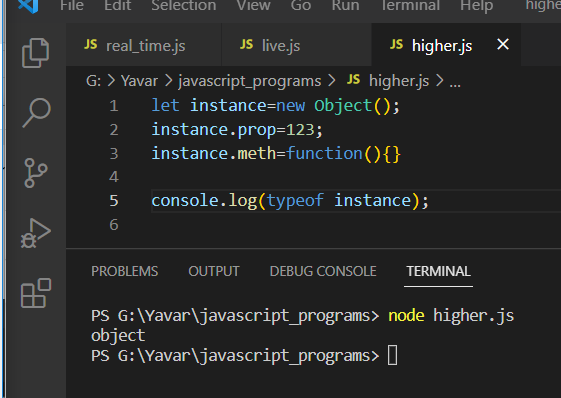 File Edit Selection View Go Run Terminal Help higher
JS real_time.js JS live.js JS higher.js ×
G: > Yavar > javascript_programs > JS higher.js > ...
1 let instance=new Object();
2 instance.prop=123;
3 instance.meth=function(){}
4
5 console.log(typeof instance);
6
PROBLEMS OUTPUT DEBUG CONSOLE TERMINAL
PS G:\Yavar\javascript_programs> node higher.js
object
PS G:\Yavar\javascript_programs>